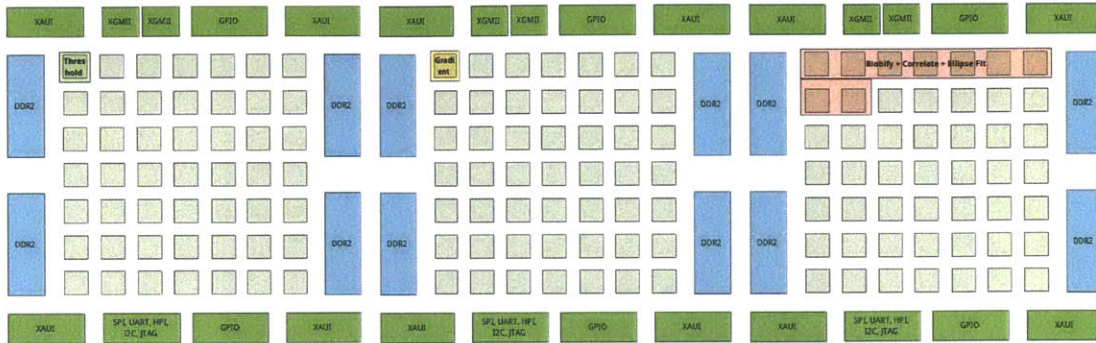 XAUI XGMII XGMII GPIO XAUI XAUI XGMII XGMII GPIO XAUI XAUI XGMII XGMII GPIO XAUI
Thres
hold
Gradi
ent
Blobify + Correlate + Ellipse Fit
DDR2 DDR2 DDR2 DDR2 DDR2 DDR2
DDR2 DDR2 DDR2 DDR2 DDR2 DDR2
XAUI SPI, UART, HPI, GPIO XAUI XAUI SPI, UART, HPI, GPIO XAUI XAUI SPI, UART, HPI, GPIO XAUI
I2C, JTAG I2C, JTAG I2C, JTAG